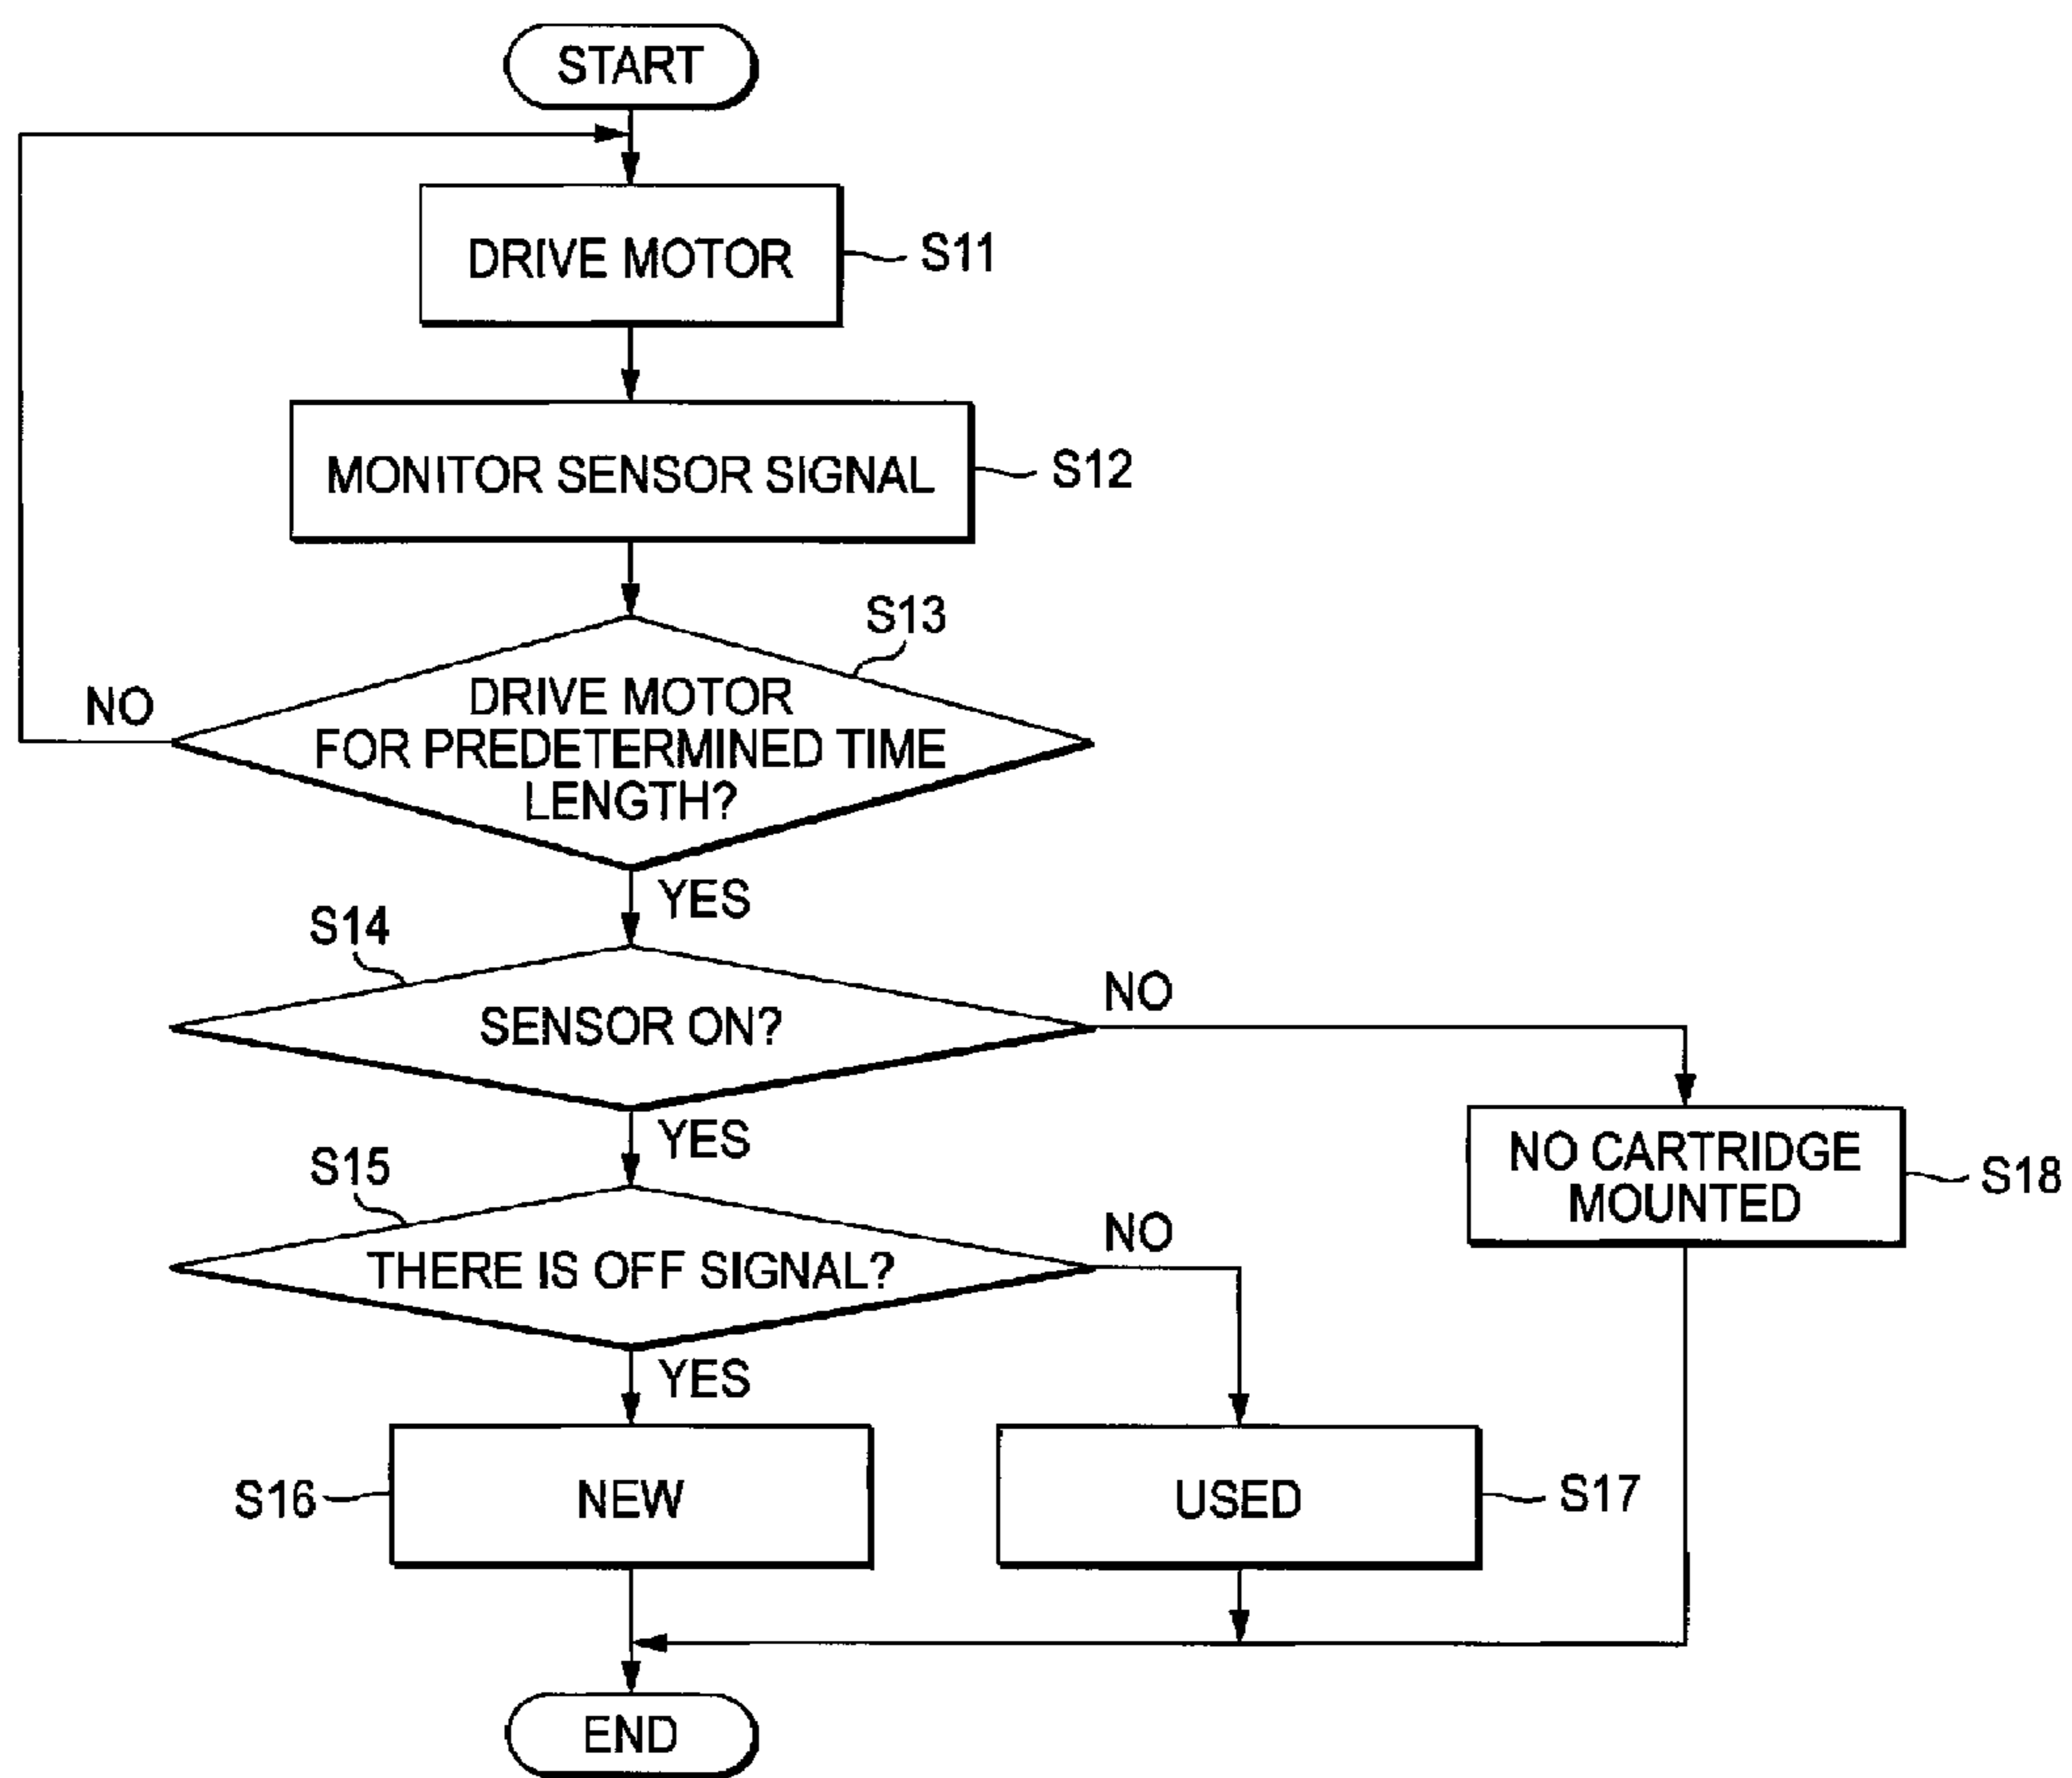 START
DRIVE MOTOR
S11
MONITOR SENSOR SIGNAL
S12
S13
DRIVE MOTOR
FOR PREDETERMINED TIME
LENGTH?
NO
YES
S14
SENSOR ON?
NO
YES
NO CARTRIDGE
MOUNTED
S18
S15
THERE IS OFF SIGNAL?
NO
YES
S16
NEW
USED
S17
END